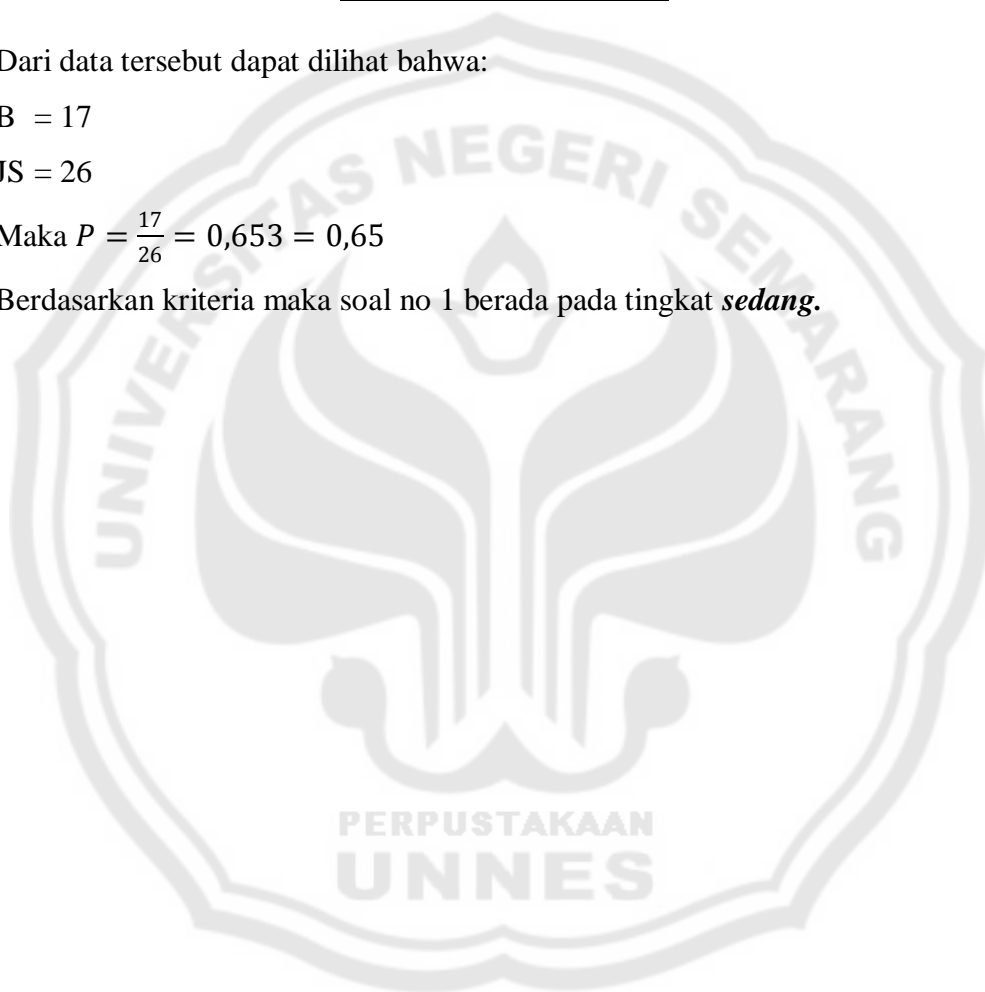 Dari data tersebut dapat dilihat bahwa:
B = 17
JS = 26
Maka P = 17/26 = 0,653 = 0,65
Berdasarkan kriteria maka soal no 1 berada pada tingkat sedang.
UNIVERSITAS NEGERI SEMARANG
PERPUSTAKAAN
UNNES